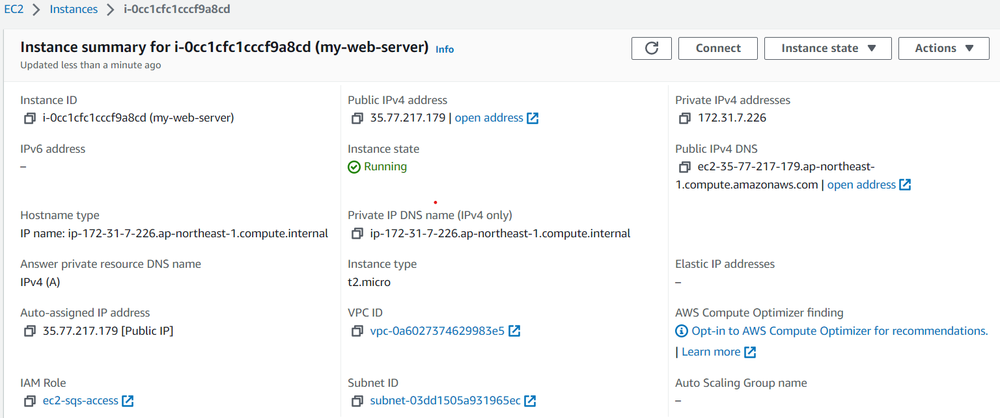 EC2 > Instances > i-0cc1cfc1cccf9a8cd
Instance summary for i-0cc1cfc1cccf9a8cd (my-web-server) Info
Updated less than a minute ago
Connect
Instance state
Actions
Instance ID
i-0cc1cfc1cccf9a8cd (my-web-server)
Public IPv4 address
35.77.217.179 | open address
Private IPv4 addresses
172.31.7.226
IPv6 address
–
Instance state
Running
Public IPv4 DNS
ec2-35-77-217-179.ap-northeast-
1.compute.amazonaws.com | open address
Hostname type
IP name: ip-172-31-7-226.ap-northeast-1.compute.internal
Private IP DNS name (IPv4 only)
ip-172-31-7-226.ap-northeast-1.compute.internal
Answer private resource DNS name
IPv4 (A)
Instance type
t2.micro
Elastic IP addresses
–
Auto-assigned IP address
35.77.217.179 [Public IP]
VPC ID
vpc-0a6027374629983e5
AWS Compute Optimizer finding
Opt-in to AWS Compute Optimizer for recommendations.
| Learn more
IAM Role
ec2-sqs-access
Subnet ID
subnet-03dd1505a931965ec
Auto Scaling Group name
–